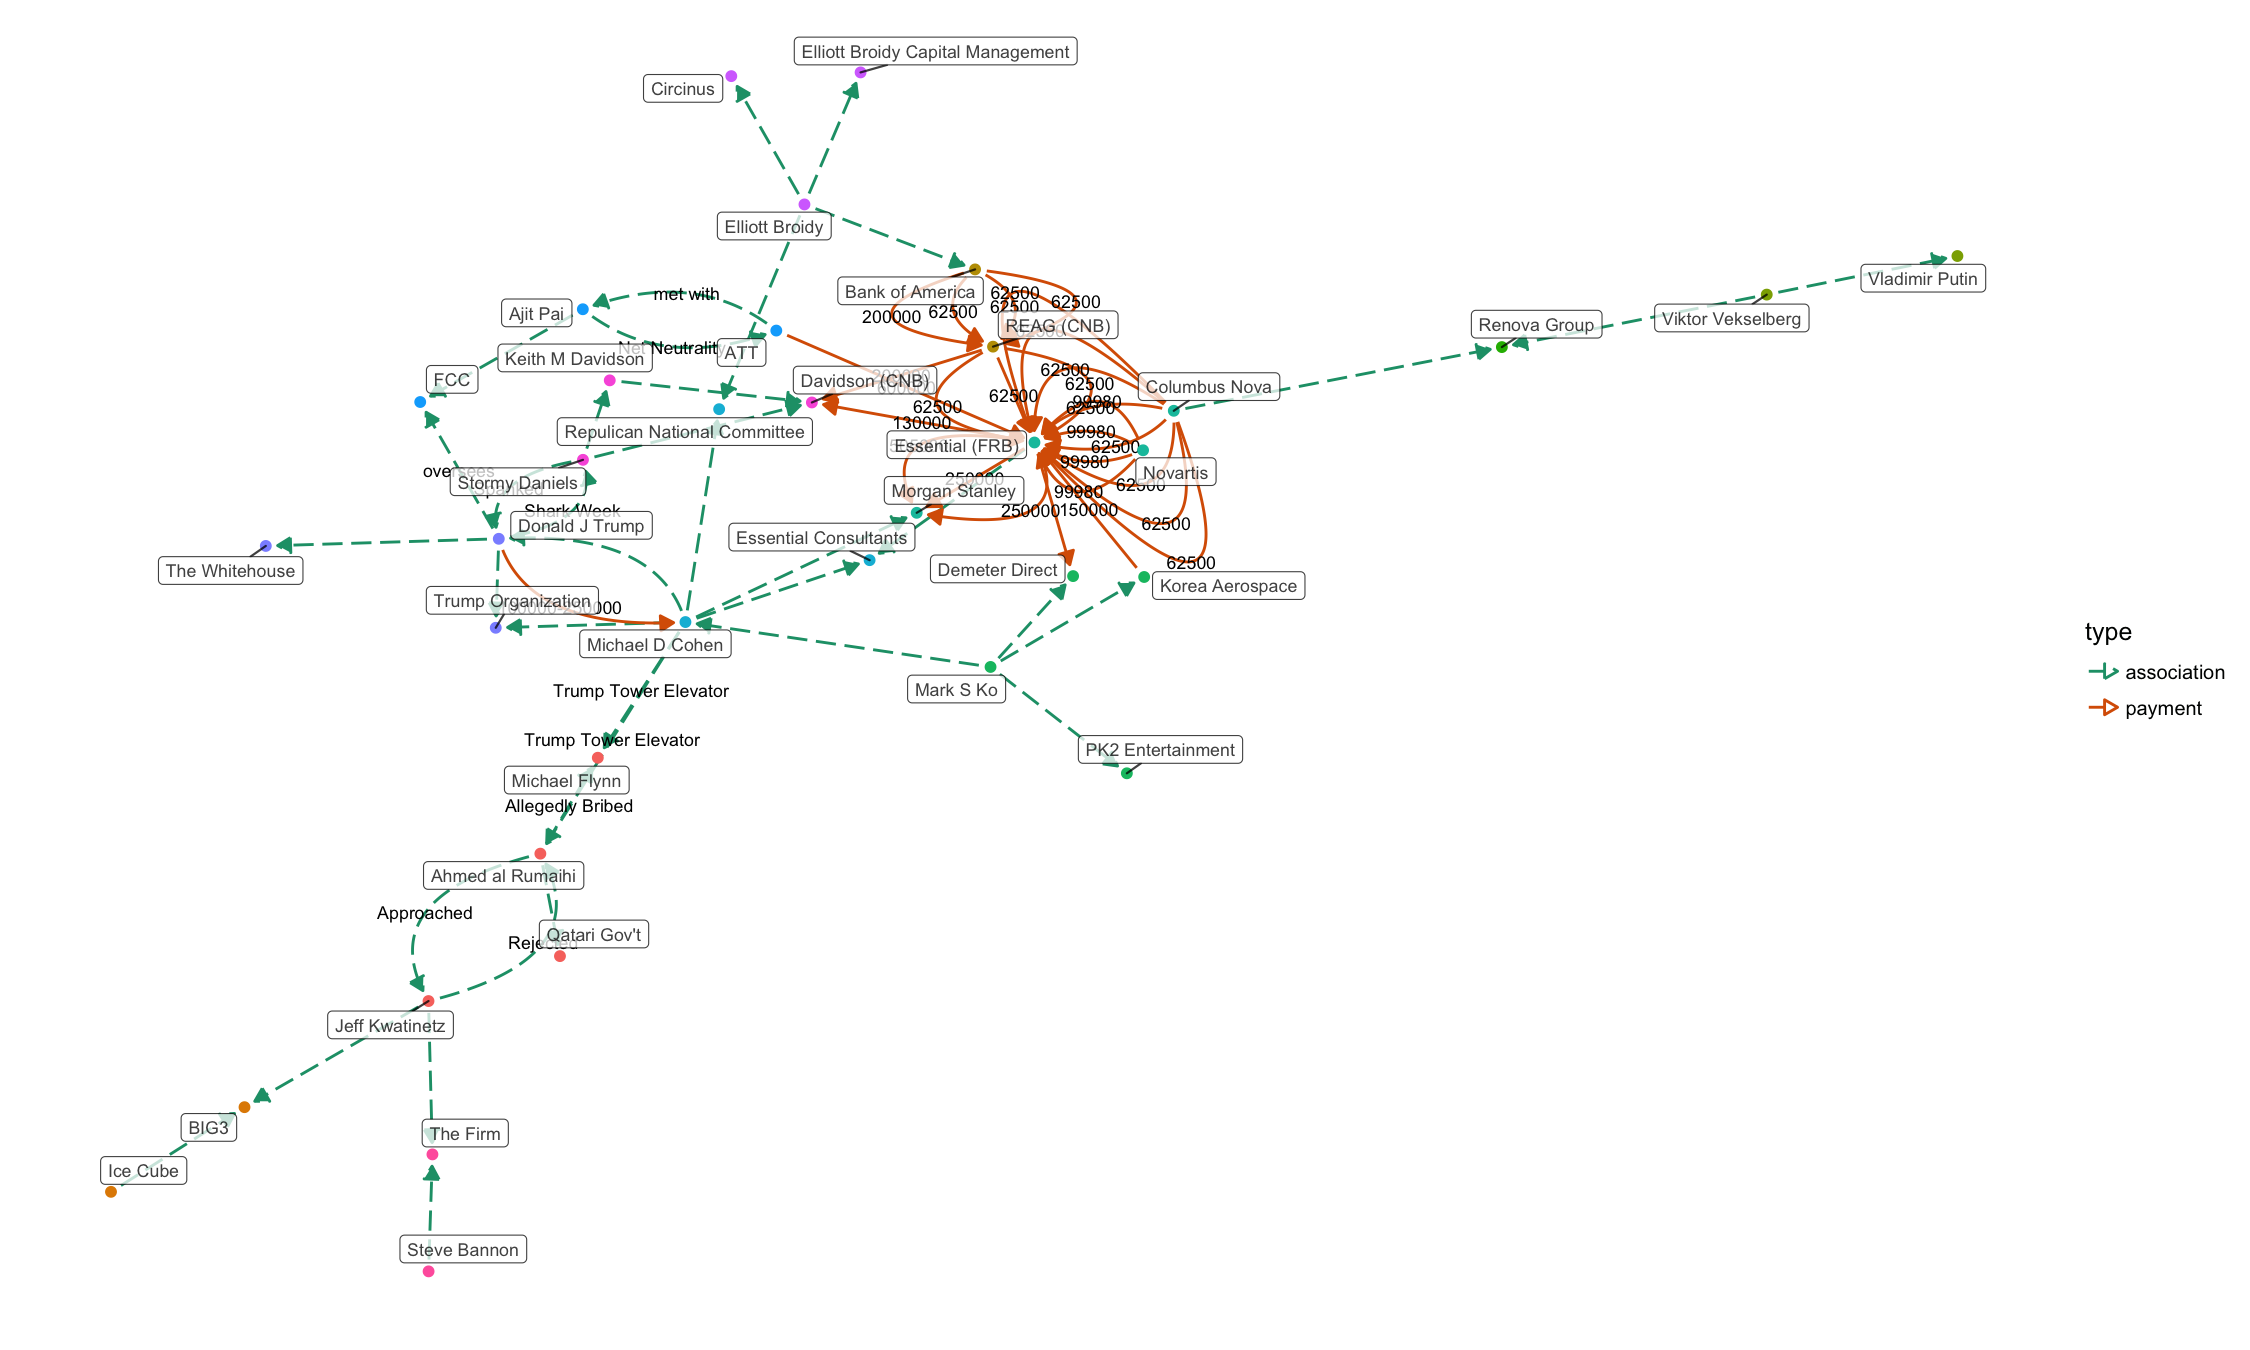 Elliott Broidy Capital Management
Circinus
Elliott Broidy
Vladimir Putin
Bank of America
met with
62500
62500
62500
Ajit Pai
200000
62500
REAG (CNB)
Renova Group
Viktor Vekselberg
Net Neutrality
ATT
Keith M Davidson
FCC
Davidson (CNB)
200000
62500
62500
Columbus Nova
62500
99980
62500
62500
130000
Repulican National Committee
Essential (FRB)
99980
62500
99980
Novartis
oversees
Stormy Daniels
Spanked
250000
Morgan Stanley
99980
62500
Shark Week
Donald J Trump
250000
150000
62500
Essential Consultants
The Whitehouse
Demeter Direct
62500
Korea Aerospace
Trump Organization
Michael D Cohen
Mark S Ko
type
association
payment
Trump Tower Elevator
Trump Tower Elevator
PK2 Entertainment
Michael Flynn
Allegedly Bribed
Ahmed al Rumaihi
Approached
Rejected
Qatari Gov't
Jeff Kwatinetz
BIG3
The Firm
Ice Cube
Steve Bannon